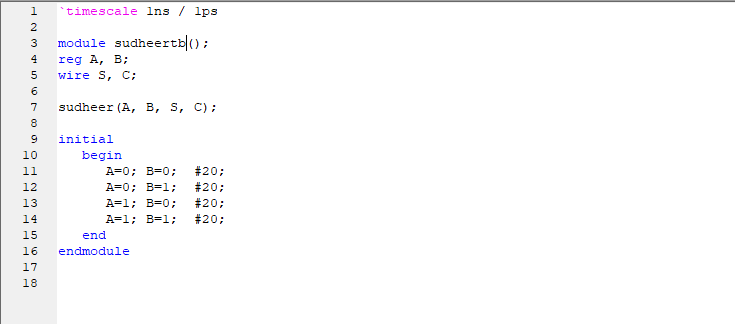 1 `timescale 1ns / 1ps
2
3 module sudheertb();
4 reg A, B;
5 wire S, C;
6
7 sudheer(A, B, S, C);
8
9 initial
10 begin
11 A=0; B=0; #20;
12 A=0; B=1; #20;
13 A=1; B=0; #20;
14 A=1; B=1; #20;
15 end
16 endmodule
17
18